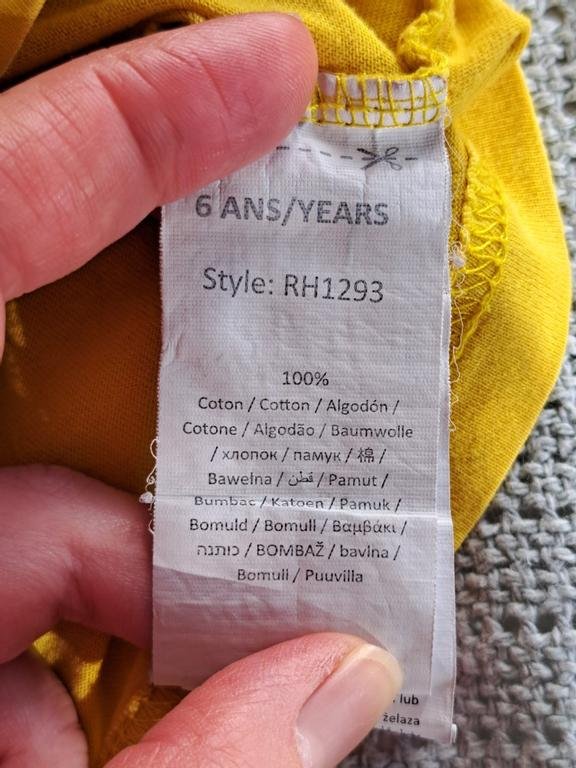 6 ANS/YEARS
Style: RH1293
100%
Coton / Cotton / Algodón /
Cotone / Algodão / Baumwolle
/ хлопок / памук / 棉 /
Bawełna / قطن / Pamut /
Bumbac / Katoen / Pamuk /
Bomuld / Bomull / Βαμβάκι /
כותנה / BOMBAŽ / bavlna /
Bomull / Puuvilla
lub
żelaza